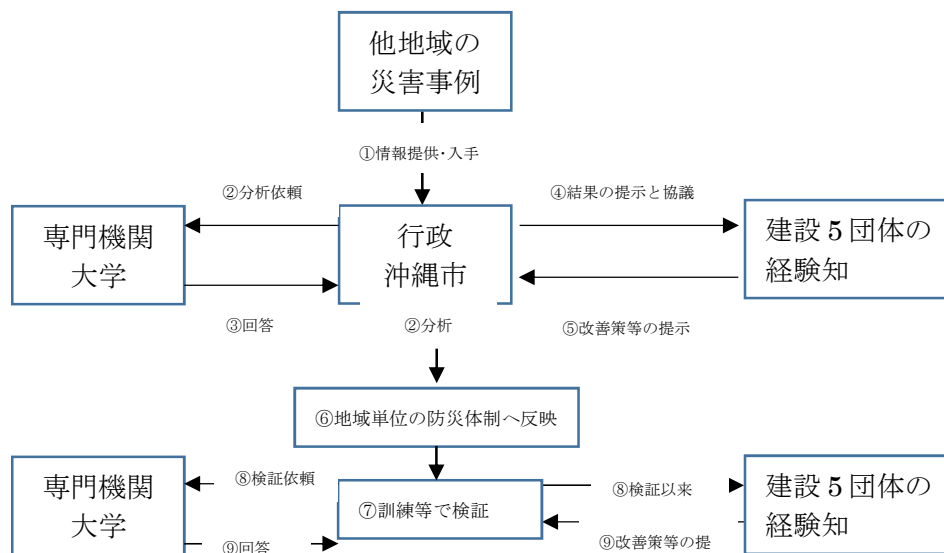 他地域の
災害事例
①情報提供・入手
②分析依頼
④結果の提示と協議
専門機関
大学
行政
沖縄市
建設5団体の
経験知
③回答
②分析
⑤改善策等の提示
⑥地域単位の防災体制へ反映
専門機関
大学
⑧検証依頼
⑦訓練等で検証
⑧検証以来
建設5団体の
経験知
⑨回答
⑨改善策等の提